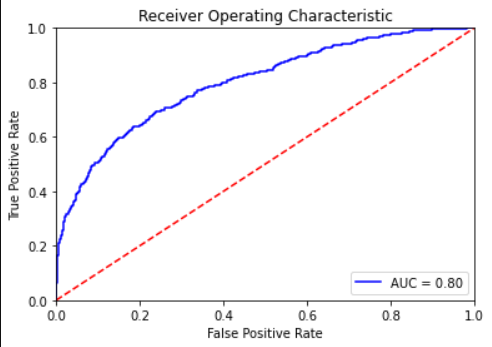 Receiver Operating Characteristic
1.0
0.8
0.6
0.4
0.2
0.0
True Positive Rate
AUC = 0.80
0.0 0.2 0.4 0.6 0.8 1.0
False Positive Rate